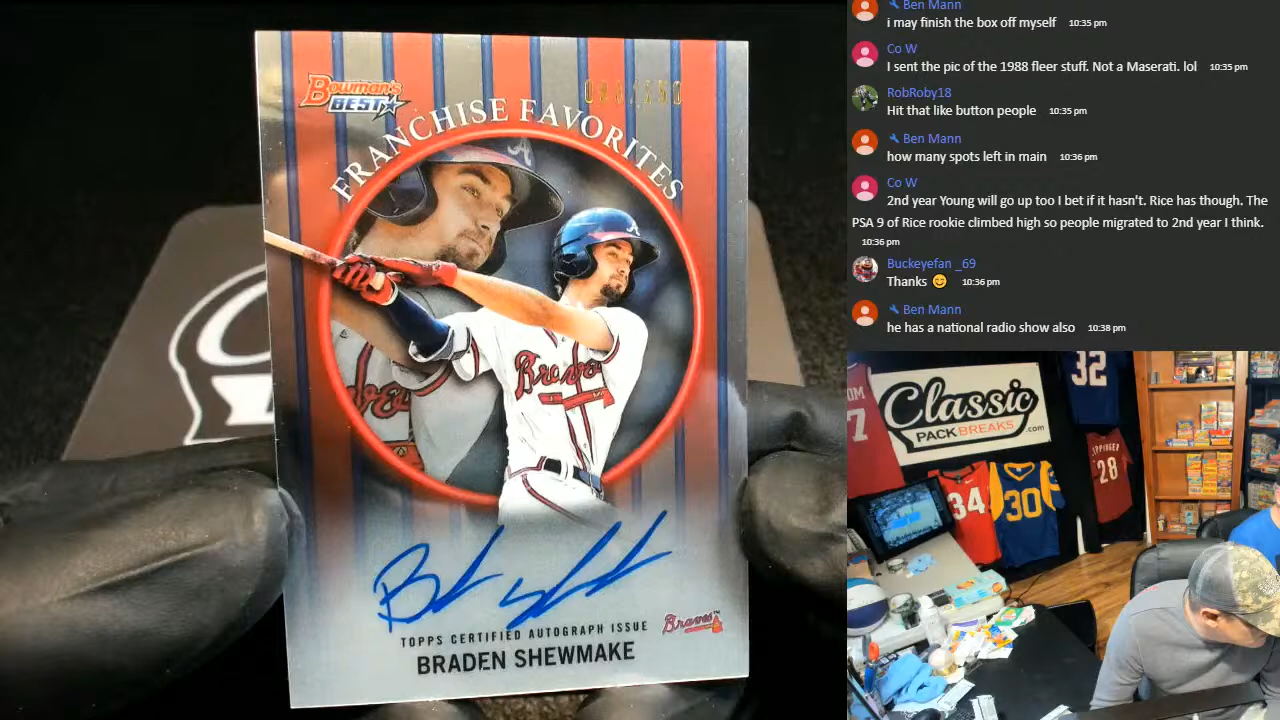 Bowman's
BEST
FRANCHISE FAVORITES
A
A
Braves
TOPPS CERTIFIED AUTOGRAPH ISSUE
Braves
BRADEN SHEWMAKE
Ben Mann
i may finish the box off myself 10:35 pm
Co W
I sent the pic of the 1988 fleer stuff. Not a Maserati. lol 10:35 pm
RobRoby18
Hit that like button people 10:35 pm
Ben Mann
how many spots left in main 10:36 pm
Co W
2nd year Young will go up too I bet if it hasn't. Rice has though. The
PSA 9 of Rice rookie climbed high so people migrated to 2nd year I think.
10:36 pm
Buckeyefan _69
Thanks 😊 10:36 pm
Ben Mann
he has a national radio show also 10:38 pm
32
Classic
PACK BREAKS.com
7
28
34
30